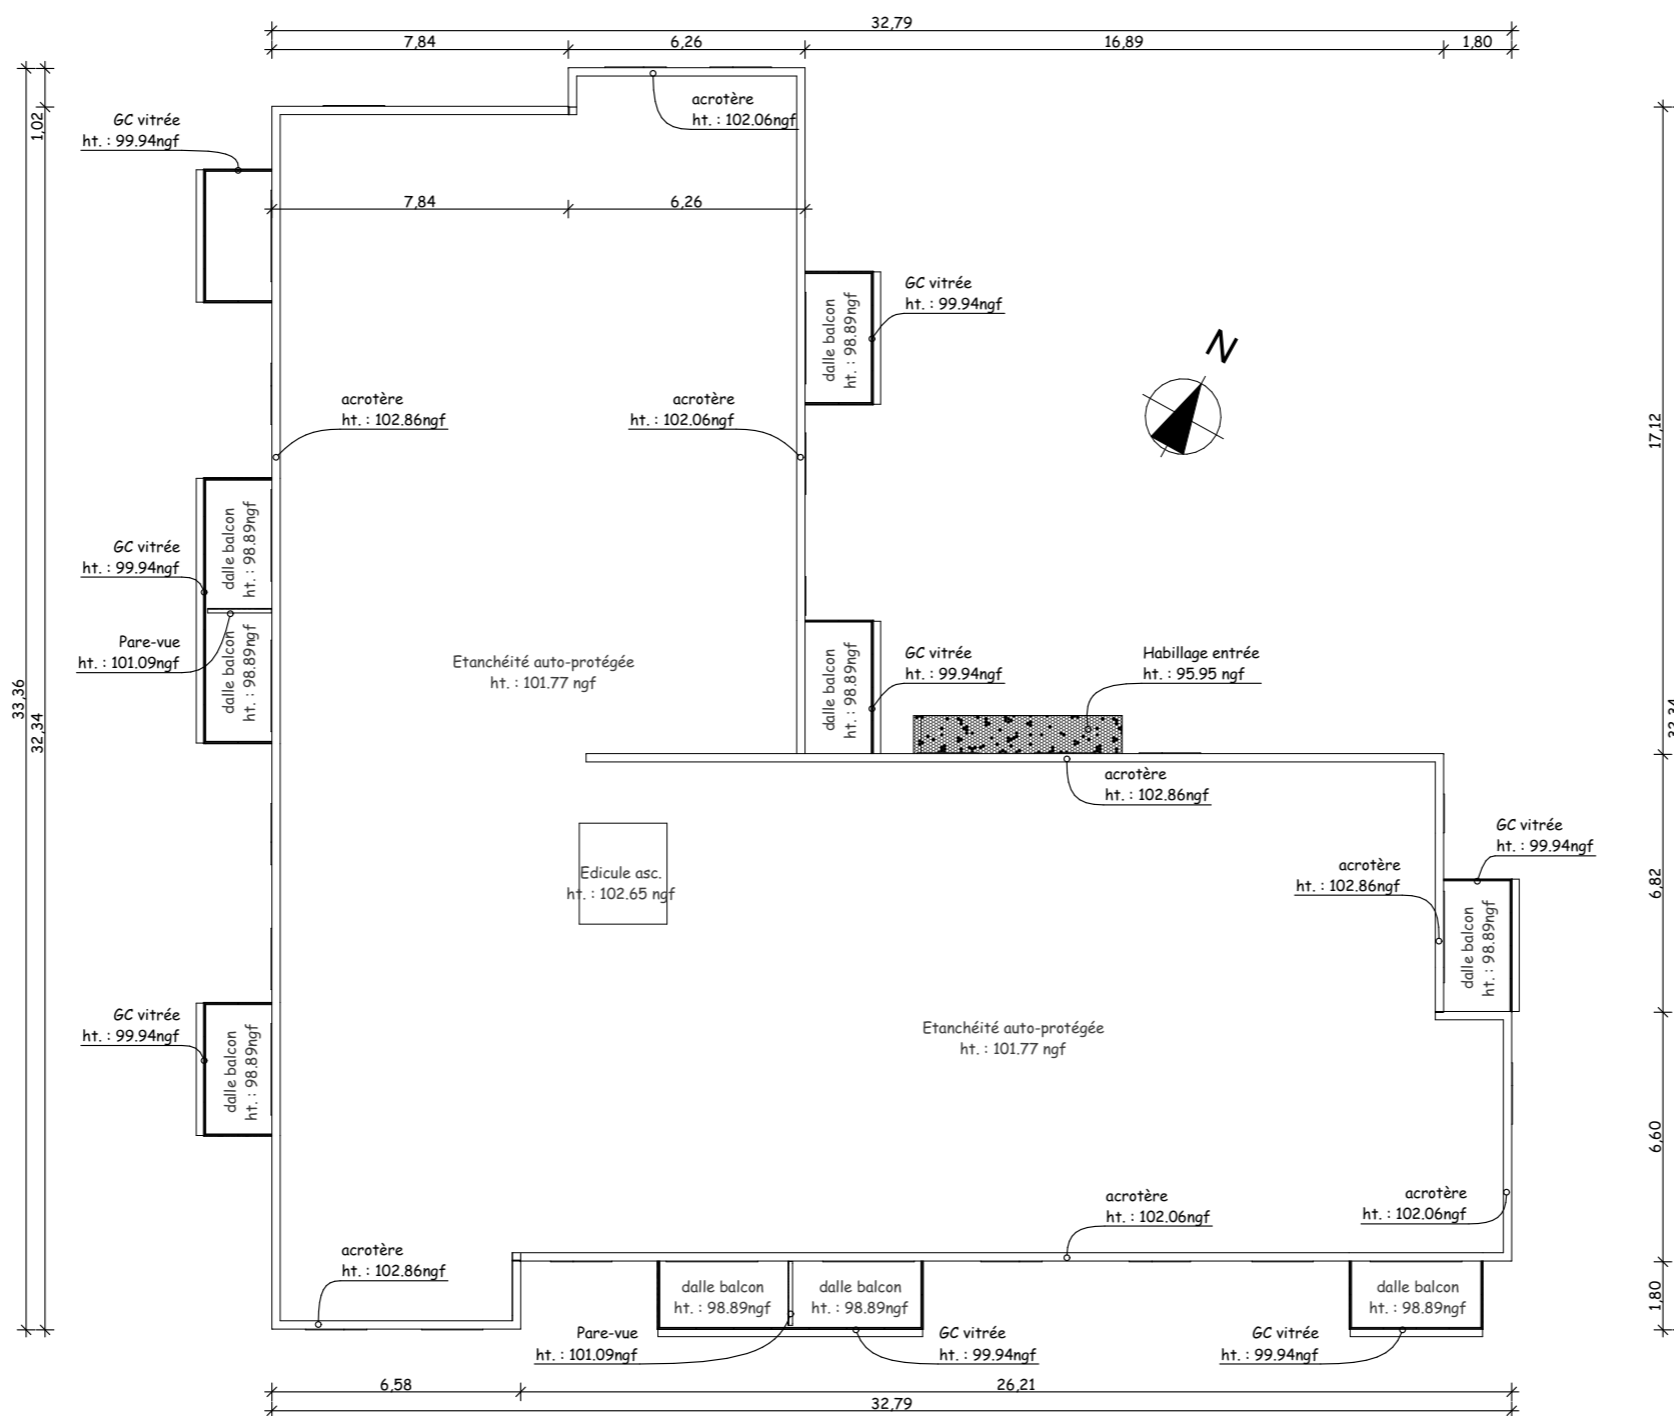 32,79
7,84
6,26
16,89
1,80
acrotère
ht. : 102.06ngf
GC vitrée
ht. : 99.94ngf
1,02
7,84
6,26
GC vitrée
ht. : 99.94ngf
dalle balcon
ht. : 98.89ngf
N
acrotère
ht. : 102.86ngf
acrotère
ht. : 102.06ngf
17,12
GC vitrée
ht. : 99.94ngf
dalle balcon
ht. : 98.89ngf
Pare-vue
ht. : 101.09ngf
dalle balcon
ht. : 98.89ngf
Etanchéité auto-protégée
ht. : 101.77 ngf
dalle balcon
ht. : 98.89ngf
GC vitrée
ht. : 99.94ngf
Habillage entrée
ht. : 95.95 ngf
33,36
32,34
32,34
acrotère
ht. : 102.86ngf
GC vitrée
ht. : 99.94ngf
Edicule asc.
ht. : 102.65 ngf
acrotère
ht. : 102.86ngf
6,82
dalle balcon
ht. : 98.89ngf
GC vitrée
ht. : 99.94ngf
dalle balcon
ht. : 98.89ngf
Etanchéité auto-protégée
ht. : 101.77 ngf
6,60
acrotère
ht. : 102.06ngf
acrotère
ht. : 102.06ngf
acrotère
ht. : 102.86ngf
dalle balcon
ht. : 98.89ngf
dalle balcon
ht. : 98.89ngf
dalle balcon
ht. : 98.89ngf
1,80
Pare-vue
ht. : 101.09ngf
GC vitrée
ht. : 99.94ngf
GC vitrée
ht. : 99.94ngf
6,58
26,21
32,79